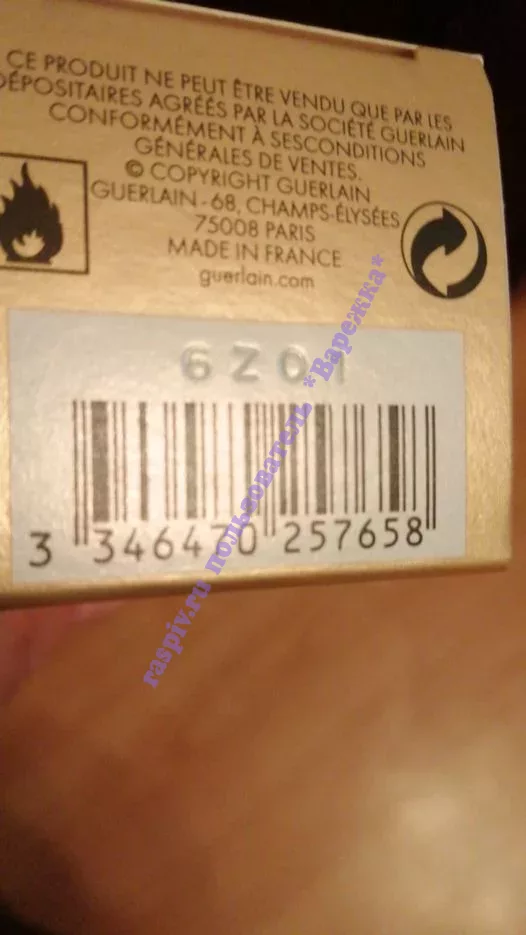 CE PRODUIT NE PEUT ÊTRE VENDU QUE PAR LES
DÉPOSITAIRES AGRÉÉS PAR LA SOCIÉTÉ GUERLAIN
CONFORMÉMENT À SESCONDITIONS
GÉNÉRALES DE VENTES.
© COPYRIGHT GUERLAIN
GUERLAIN - 68, CHAMPS-ÉLYSÉES
75008 PARIS
MADE IN FRANCE
guerlain.com
6Z01
3 346470 257658
raspiv.ru пользователь *Варежка*